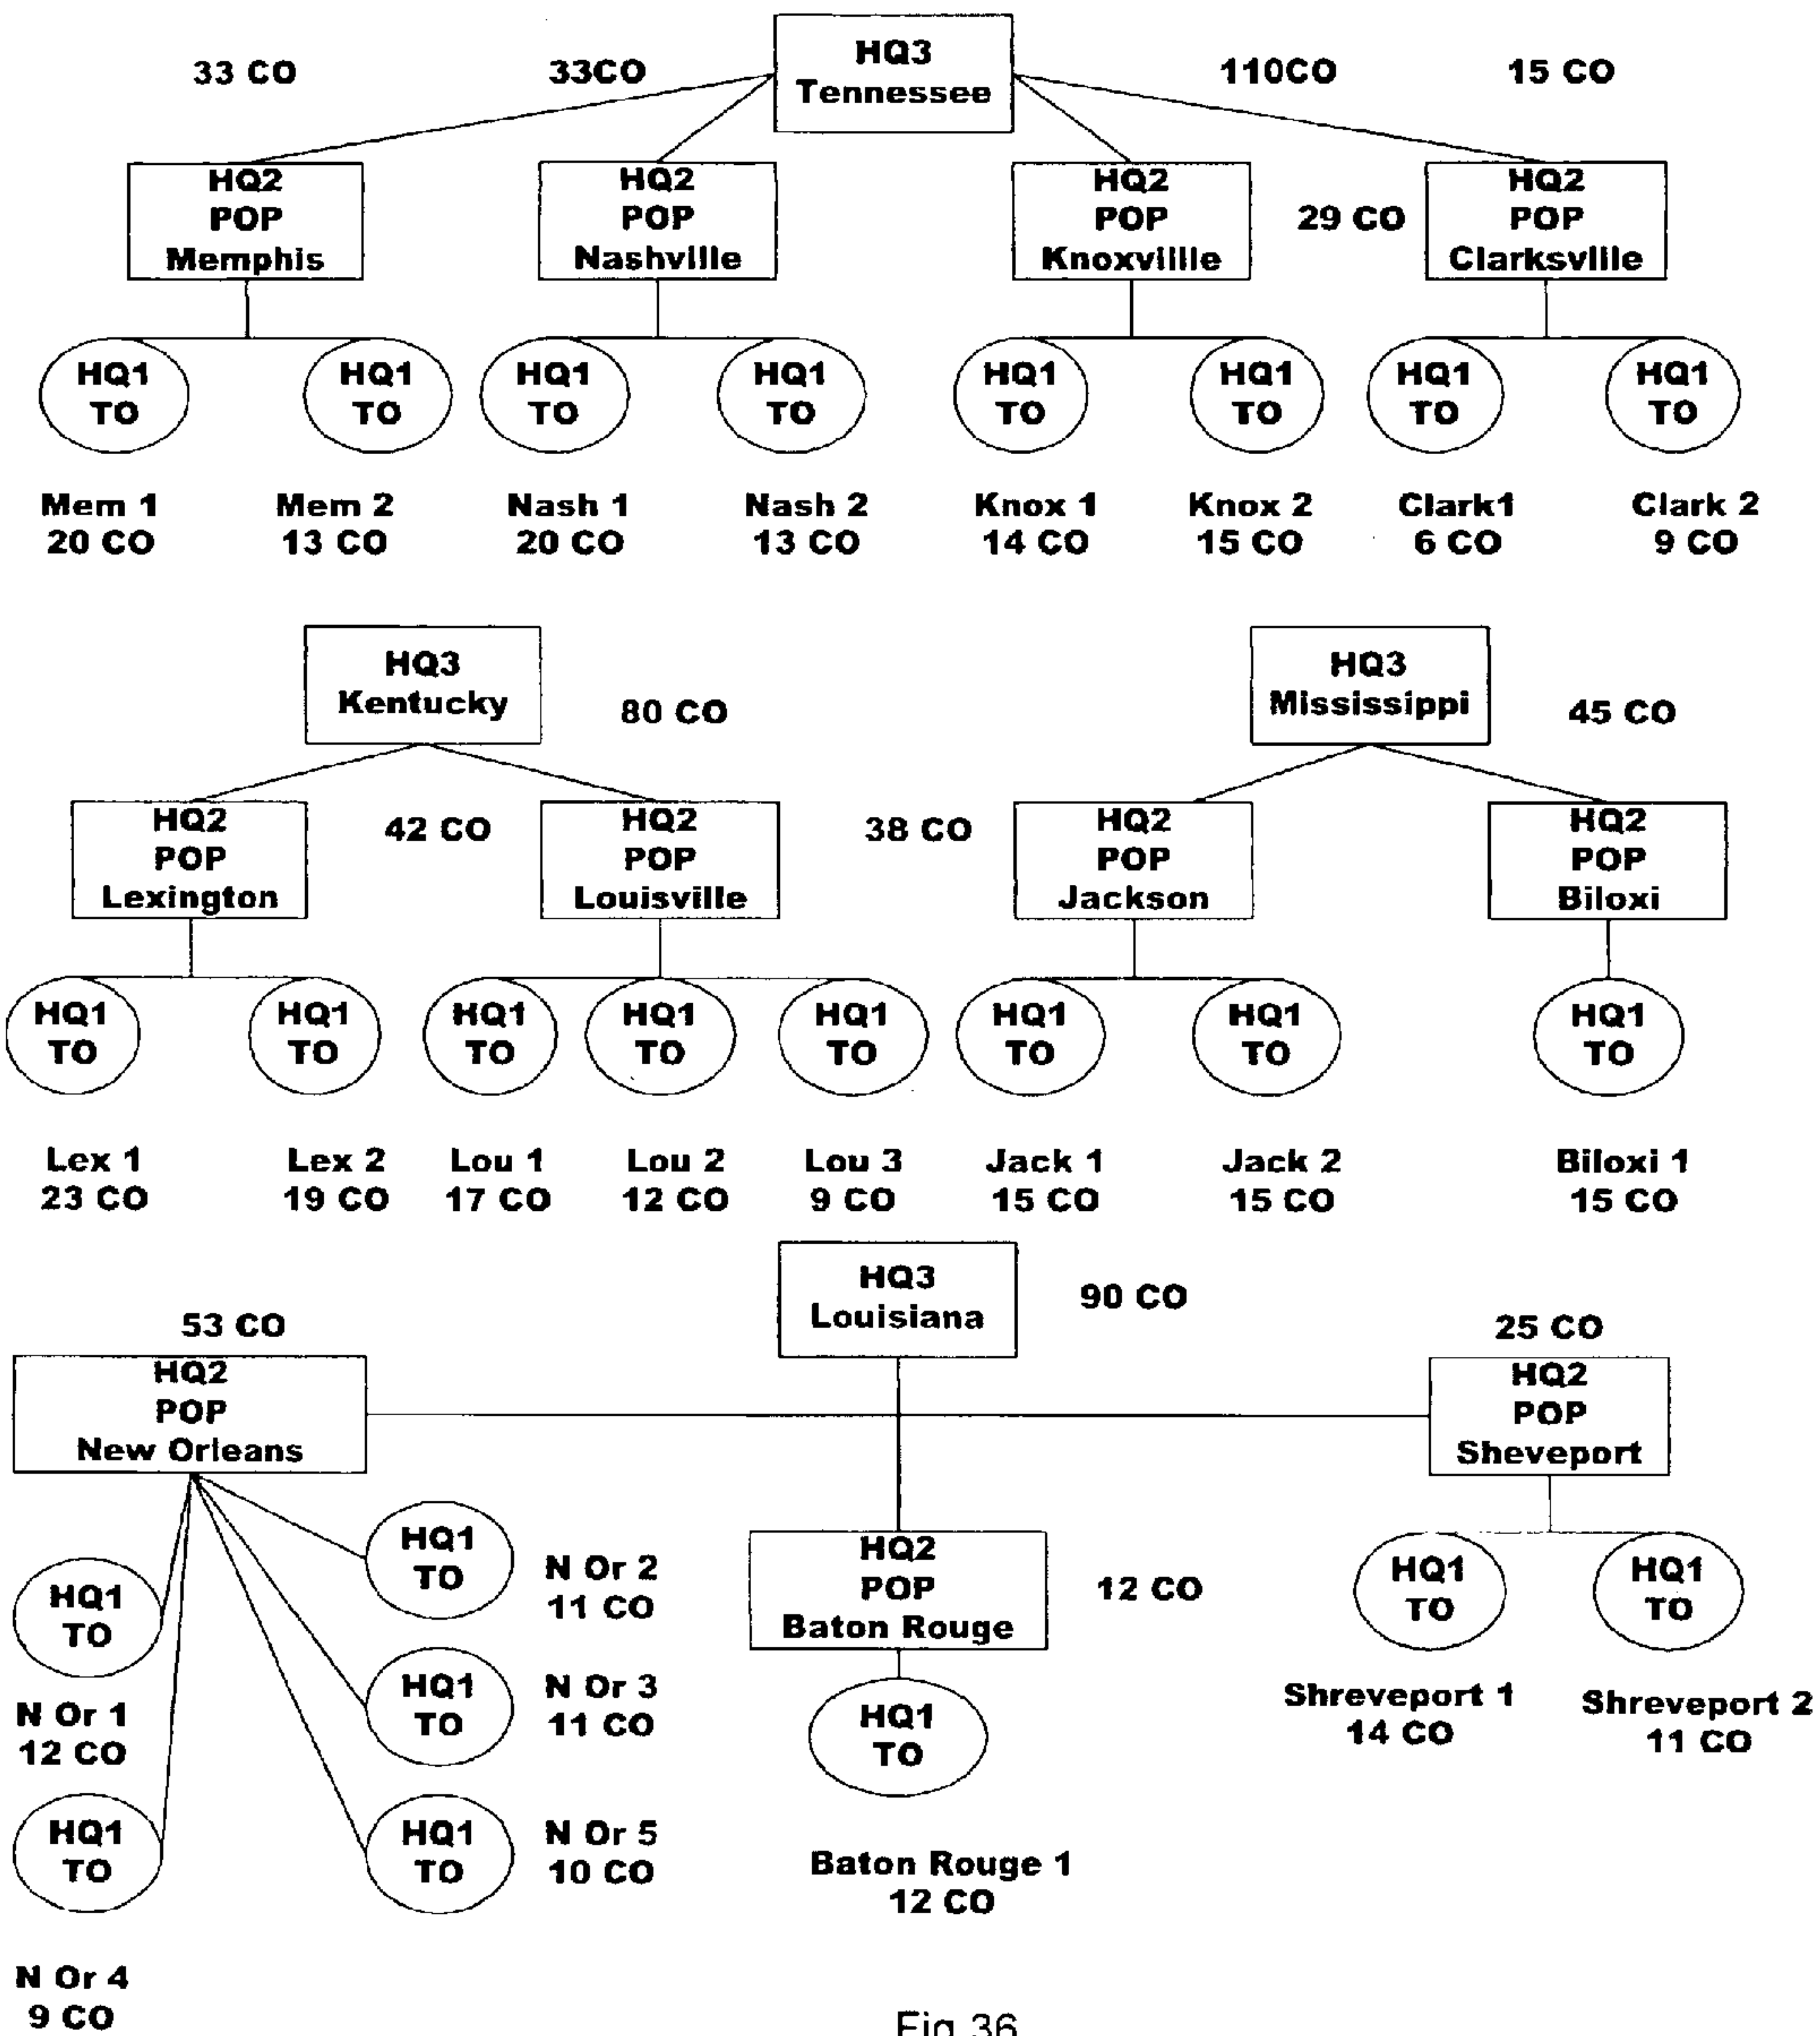 33 CO
33CO
HQ3
Tennessee
110CO
15 CO
HQ2
POP
Memphis
HQ2
POP
Nashville
HQ2
POP
Knoxvillle
29 CO
HQ2
POP
Clarksville
HQ1
TO
HQ1
TO
HQ1
TO
HQ1
TO
HQ1
TO
HQ1
TO
HQ1
TO
HQ1
TO
Mem 1
20 CO
Mem 2
13 CO
Nash 1
20 CO
Nash 2
13 CO
Knox 1
14 CO
Knox 2
15 CO
Clark1
6 CO
Clark 2
9 CO
HQ3
Kentucky
80 CO
HQ3
Mississippi
45 CO
HQ2
POP
Lexington
42 CO
HQ2
POP
Louisville
38 CO
HQ2
POP
Jackson
HQ2
POP
Biloxi
HQ1
TO
HQ1
TO
HQ1
TO
HQ1
TO
HQ1
TO
HQ1
TO
HQ1
TO
HQ1
TO
Lex 1
23 CO
Lex 2
19 CO
Lou 1
17 CO
Lou 2
12 CO
Lou 3
9 CO
Jack 1
15 CO
Jack 2
15 CO
Biloxi 1
15 CO
HQ3
Louisiana
90 CO
53 CO
HQ2
POP
New Orleans
25 CO
HQ2
POP
Sheveport
HQ1
TO
N Or 1
12 CO
HQ1
TO
N Or 2
11 CO
HQ1
TO
N Or 3
11 CO
HQ1
TO
N Or 4
9 CO
HQ1
TO
N Or 5
10 CO
HQ2
POP
Baton Rouge
12 CO
HQ1
TO
Baton Rouge 1
12 CO
HQ1
TO
Shreveport 1
14 CO
HQ1
TO
Shreveport 2
11 CO
Fig 36